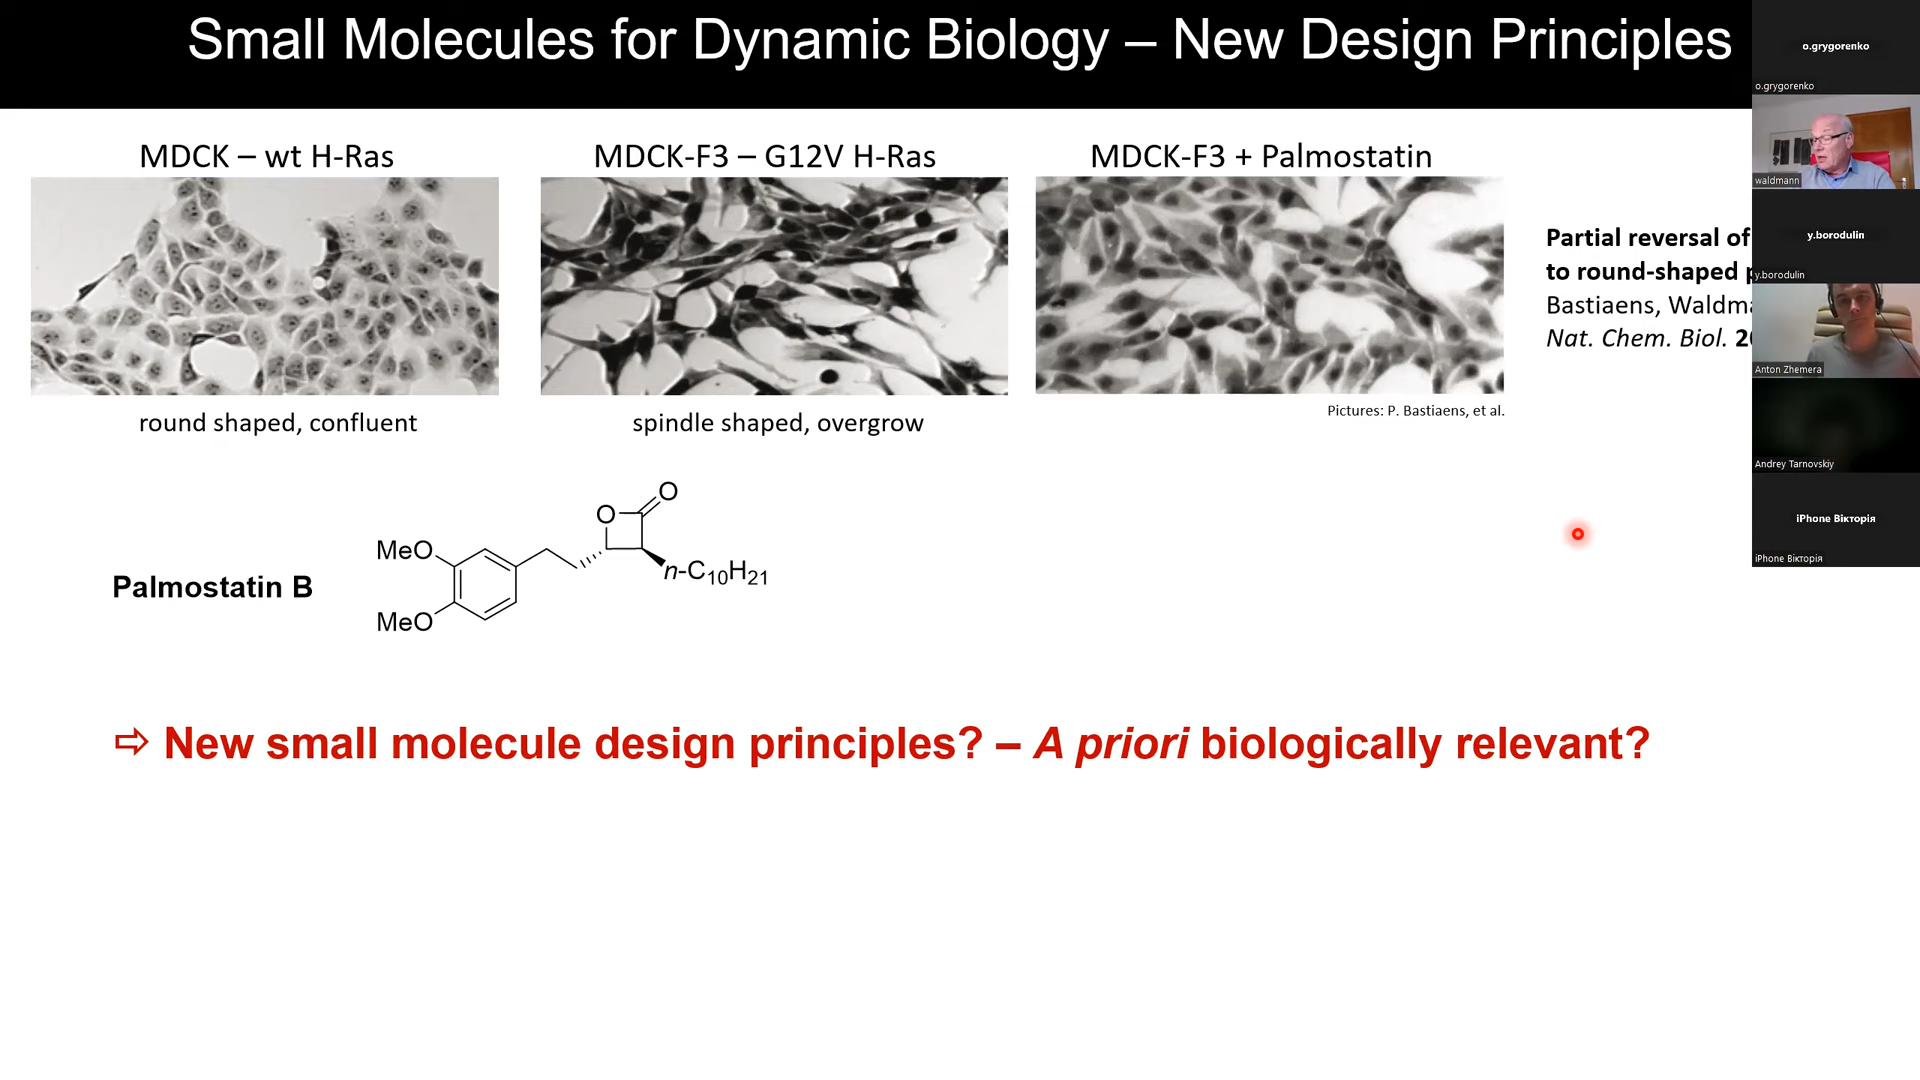 Small Molecules for Dynamic Biology – New Design Principles
MDCK – wt H-Ras
MDCK-F3 – G12V H-Ras
MDCK-F3 + Palmostatin
round shaped, confluent
spindle shaped, overgrow
Pictures: P. Bastiaens, et al.
Partial reversal of
to round-shaped
Bastiaens,
Nat. Chem. Biol.
Palmostatin B
MeO
MeO
O
O
n-C10H21
⇨ New small molecule design principles? – A priori biologically relevant?
o.grygorenko
o.grygorenko
waldmann
y.borodulin
y.borodulin
Anton Zhemera
Andrey Tarnovskiy
iPhone Вікторія
iPhone Вікторія